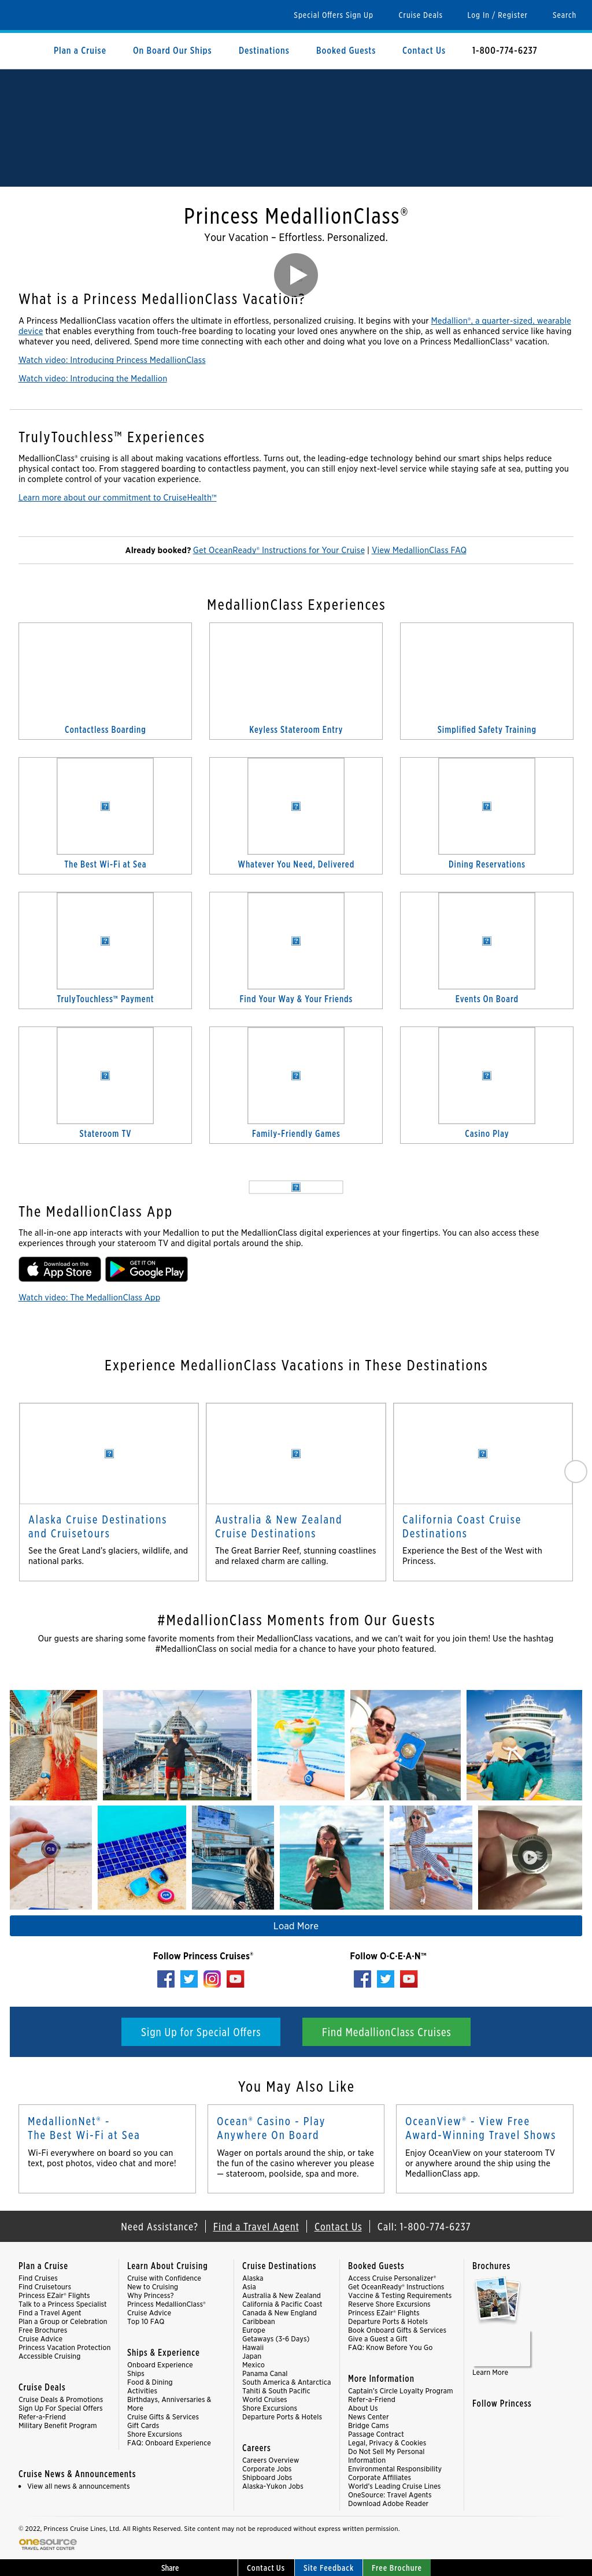 Special Offers Sign Up
Cruise Deals
Log In / Register
Search
Plan a Cruise
On Board Our Ships
Destinations
Booked Guests
Contact Us
1-800-774-6237
Princess MedallionClass®
Your Vacation – Effortless. Personalized.
What is a Princess MedallionClass Vacation?
A Princess MedallionClass vacation offers the ultimate in effortless, personalized cruising. It begins with your Medallion®, a quarter-sized, wearable
device that enables everything from touch-free boarding to locating your loved ones anywhere on the ship, as well as enhanced service like having
whatever you need, delivered. Spend more time connecting with each other and doing what you love on a Princess MedallionClass® vacation.
Watch video: Introducing Princess MedallionClass
Watch video: Introducing the Medallion
TrulyTouchless™ Experiences
MedallionClass® cruising is all about making vacations effortless. Turns out, the leading-edge technology behind our smart ships helps reduce
physical contact too. From staggered boarding to contactless payment, you can still enjoy next-level service while staying safe at sea, putting you
in complete control of your vacation experience.
Learn more about our commitment to CruiseHealth™
Already booked? Get OceanReady® Instructions for Your Cruise | View MedallionClass FAQ
MedallionClass Experiences
Contactless Boarding
Keyless Stateroom Entry
Simplified Safety Training
The Best Wi-Fi at Sea
Whatever You Need, Delivered
Dining Reservations
TrulyTouchless™ Payment
Find Your Way & Your Friends
Events On Board
Stateroom TV
Family-Friendly Games
Casino Play
The MedallionClass App
The all-in-one app interacts with your Medallion to put the MedallionClass digital experiences at your fingertips. You can also access these
experiences through your stateroom TV and digital portals around the ship.
Download on the
App Store
GET IT ON
Google Play
Watch video: The MedallionClass App
Experience MedallionClass Vacations in These Destinations
Alaska Cruise Destinations
and Cruisetours
See the Great Land's glaciers, wildlife, and
national parks.
Australia & New Zealand
Cruise Destinations
The Great Barrier Reef, stunning coastlines
and relaxed charm are calling.
California Coast Cruise
Destinations
Experience the Best of the West with
Princess.
#MedallionClass Moments from Our Guests
Our guests are sharing some favorite moments from their MedallionClass vacations, and we can't wait for you join them! Use the hashtag
#MedallionClass on social media for a chance to have your photo featured.
Load More
Follow Princess Cruises®
Follow O·C·E·A·N™
Sign Up for Special Offers
Find MedallionClass Cruises
You May Also Like
MedallionNet® -
The Best Wi-Fi at Sea
Wi-Fi everywhere on board so you can
text, post photos, video chat and more!
Ocean® Casino - Play
Anywhere On Board
Wager on portals around the ship, or take
the fun of the casino wherever you please
— stateroom, poolside, spa and more.
OceanView® - View Free
Award-Winning Travel Shows
Enjoy OceanView on your stateroom TV
or anywhere around the ship using the
MedallionClass app.
Need Assistance?
Find a Travel Agent
Contact Us
Call: 1-800-774-6237
Plan a Cruise
Find Cruises
Find Cruisetours
Princess EZair® Flights
Talk to a Princess Specialist
Find a Travel Agent
Plan a Group or Celebration
Free Brochures
Cruise Advice
Princess Vacation Protection
Accessible Cruising
Cruise Deals
Cruise Deals & Promotions
Sign Up For Special Offers
Refer-a-Friend
Military Benefit Program
Cruise News & Announcements
View all news & announcements
Learn About Cruising
Cruise with Confidence
New to Cruising
Why Princess?
Princess MedallionClass®
Cruise Advice
Top 10 FAQ
Ships & Experience
Onboard Experience
Ships
Food & Dining
Activities
Birthdays, Anniversaries &
More
Cruise Gifts & Services
Gift Cards
Shore Excursions
FAQ: Onboard Experience
Cruise Destinations
Alaska
Asia
Australia & New Zealand
California & Pacific Coast
Canada & New England
Caribbean
Europe
Getaways (3-6 Days)
Hawaii
Japan
Mexico
Panama Canal
South America & Antarctica
Tahiti & South Pacific
World Cruises
Shore Excursions
Departure Ports & Hotels
Careers
Careers Overview
Corporate Jobs
Shipboard Jobs
Alaska-Yukon Jobs
Booked Guests
Access Cruise Personalizer®
Get OceanReady® Instructions
Vaccine & Testing Requirements
Reserve Shore Excursions
Princess EZair® Flights
Departure Ports & Hotels
Book Onboard Gifts & Services
Give a Guest a Gift
FAQ: Know Before You Go
More Information
Captain's Circle Loyalty Program
Refer-a-Friend
About Us
News Center
Bridge Cams
Passage Contract
Legal, Privacy & Cookies
Do Not Sell My Personal
Information
Environmental Responsibility
Corporate Affiliates
World's Leading Cruise Lines
OneSource: Travel Agents
Download Adobe Reader
Brochures
Learn More
Follow Princess
© 2022, Princess Cruise Lines, Ltd. All Rights Reserved. Site content may not be reproduced without express written permission.
onesource
TRAVEL AGENT CENTER
Share
Contact Us
Site Feedback
Free Brochure